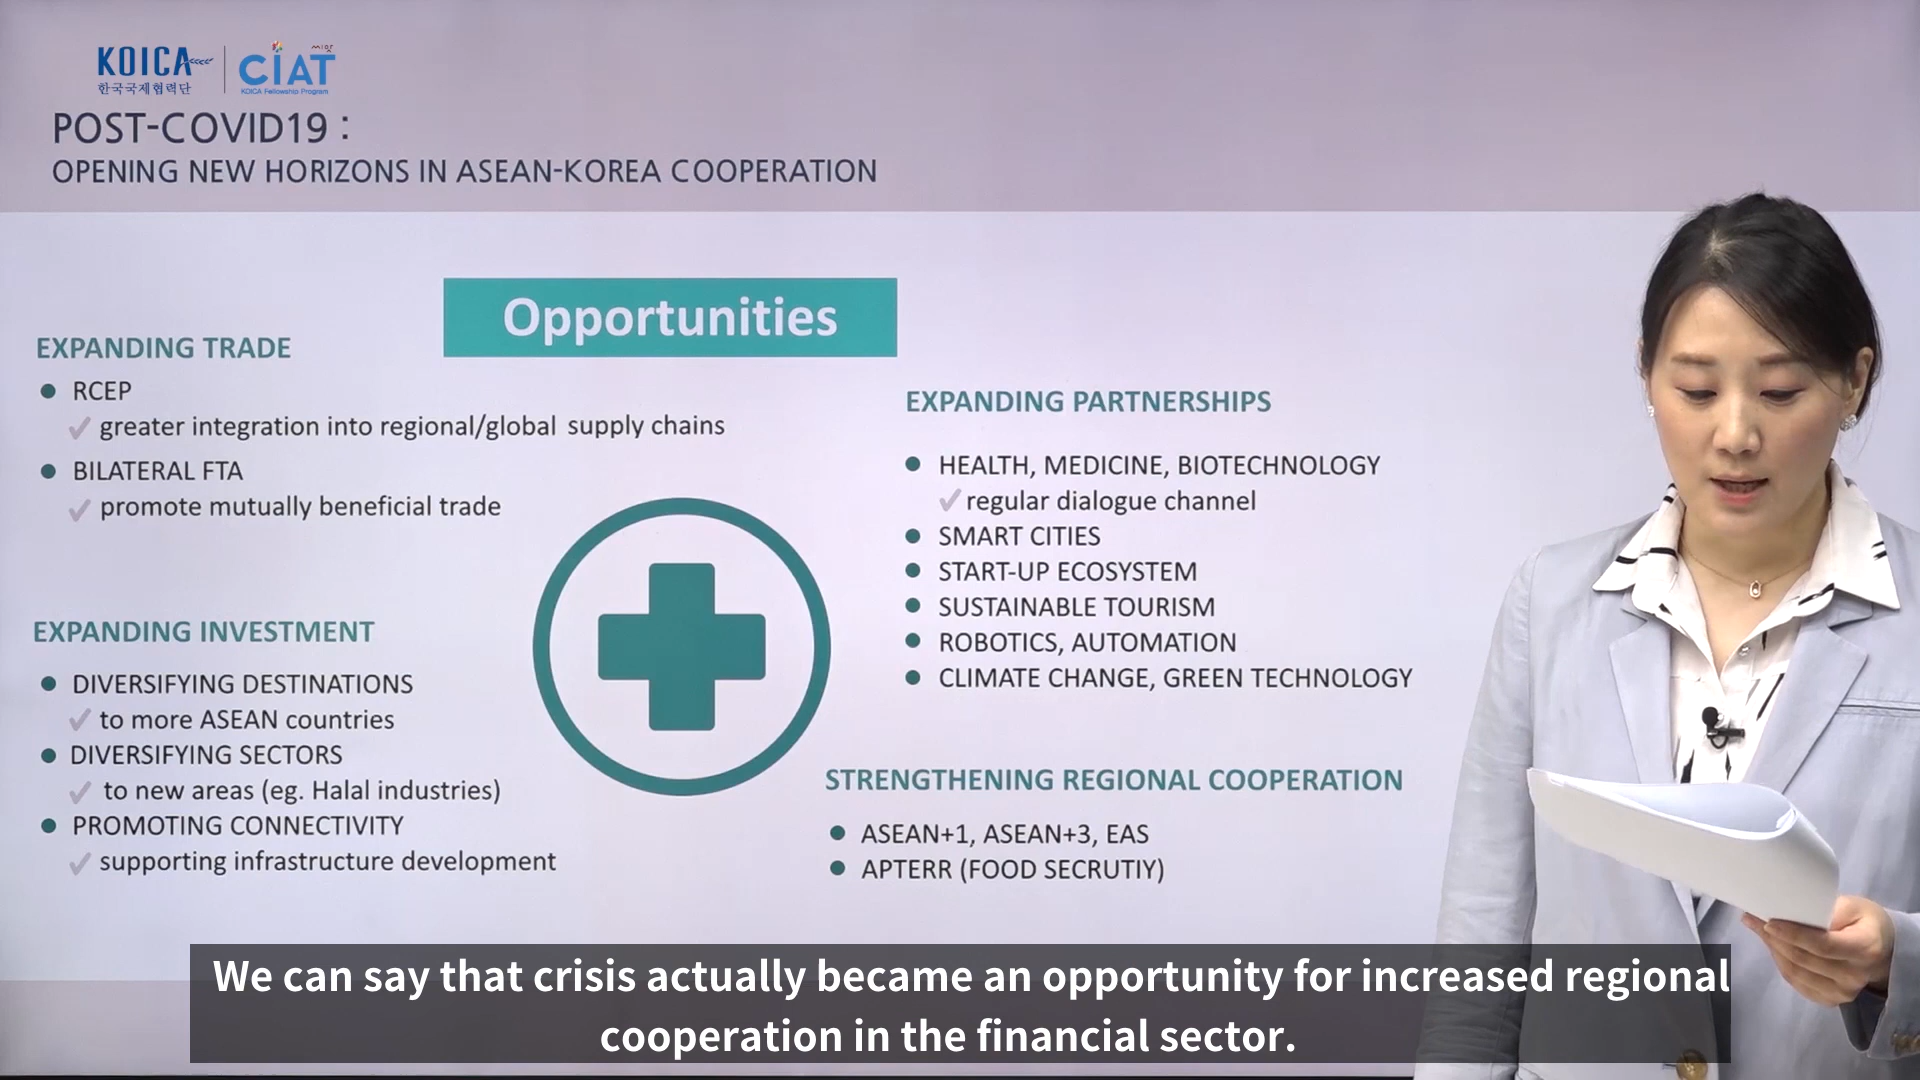 KOICA
한국국제협력단
미영
CIAT
KOICA Fellowship Program
POST-COVID19 :
OPENING NEW HORIZONS IN ASEAN-KOREA COOPERATION
Opportunities
EXPANDING TRADE
RCEP
✓ greater integration into regional/global supply chains
BILATERAL FTA
✓ promote mutually beneficial trade
EXPANDING INVESTMENT
DIVERSIFYING DESTINATIONS
✓ to more ASEAN countries
DIVERSIFYING SECTORS
✓ to new areas (eg. Halal industries)
PROMOTING CONNECTIVITY
✓ supporting infrastructure development
EXPANDING PARTNERSHIPS
HEALTH, MEDICINE, BIOTECHNOLOGY
✓ regular dialogue channel
SMART CITIES
START-UP ECOSYSTEM
SUSTAINABLE TOURISM
ROBOTICS, AUTOMATION
CLIMATE CHANGE, GREEN TECHNOLOGY
STRENGTHENING REGIONAL COOPERATION
ASEAN+1, ASEAN+3, EAS
APTERR (FOOD SECRUTIY)
We can say that crisis actually became an opportunity for increased regional
cooperation in the financial sector.